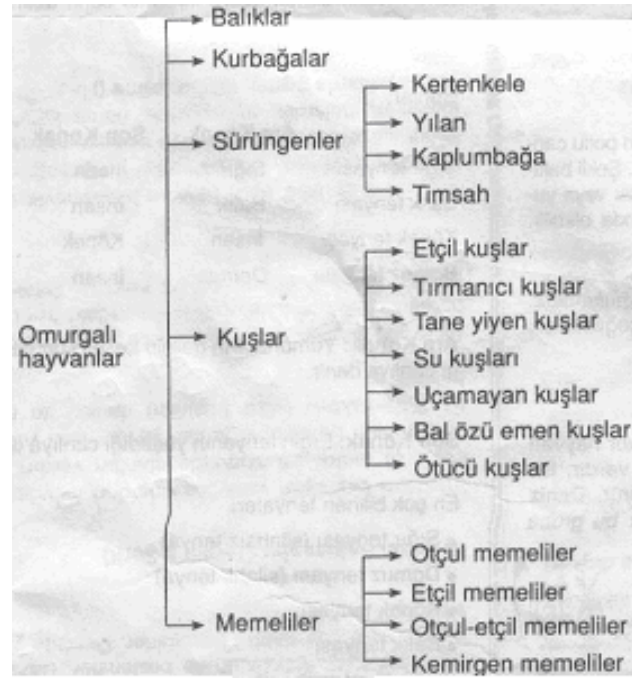 Balıklar
Kurbağalar
Sürüngenler
Kertenkele
Yılan
Kaplumbağa
Timsah
Omurgalı
hayvanlar
Kuşlar
Etçil kuşlar
Tırmanıcı kuşlar
Tane yiyen kuşlar
Su kuşları
Uçamayan kuşlar
Bal özü emen kuşlar
Ötücü kuşlar
Memeliler
Otçul memeliler
Etçil memeliler
Otçul-etçil memeliler
Kemirgen memeliler